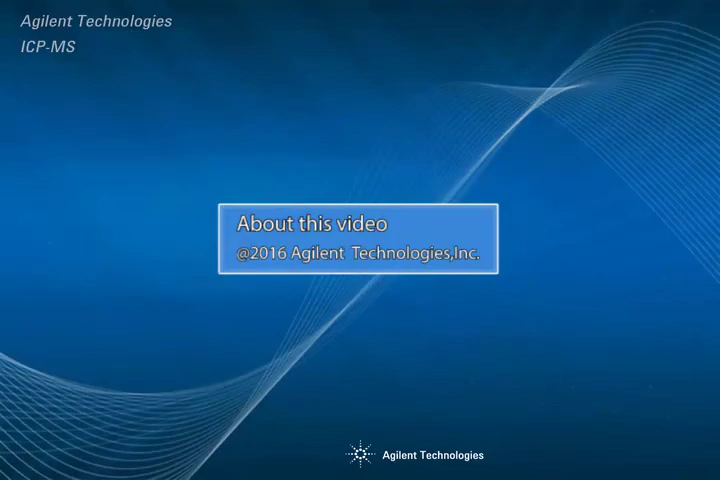 Agilent Technologies
ICP-MS
About this video
@2016 Agilent Technologies,Inc.
Agilent Technologies